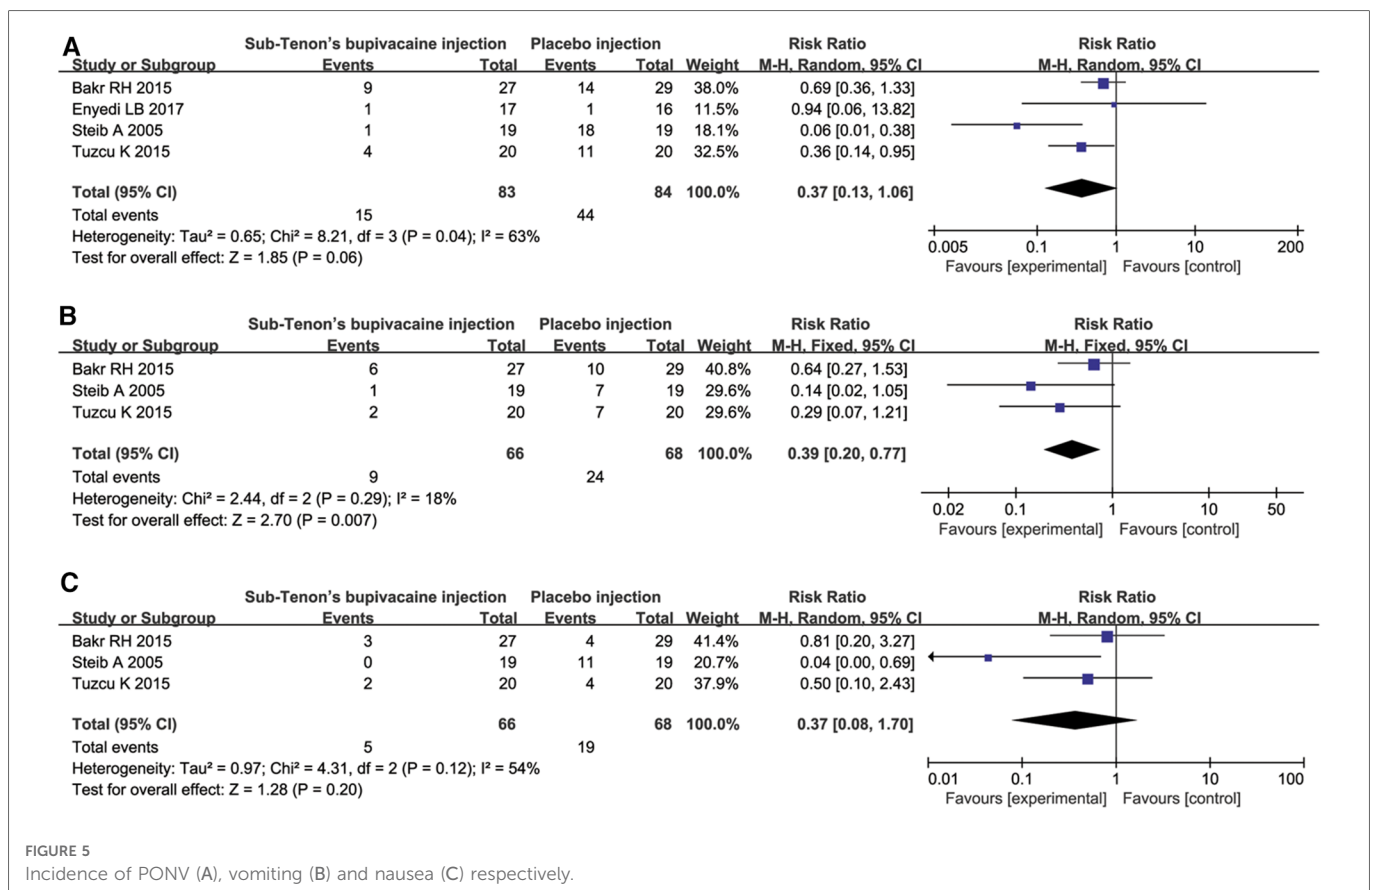 A
Sub-Tenon’s bupivacaine injection Placebo injection Risk Ratio Risk Ratio
Study or Subgroup Events Total Events Total Weight M-H, Random, 95% CI M-H, Random, 95% CI
Bakr RH 2015 9 27 14 29 38.0% 0.69 [0.36, 1.33]
Enyedi LB 2017 1 17 1 16 11.5% 0.94 [0.06, 13.82]
Steib A 2005 1 19 18 19 18.1% 0.06 [0.01, 0.38]
Tuzcu K 2015 4 20 11 20 32.5% 0.36 [0.14, 0.95]
Total (95% CI) 83 84 100.0% 0.37 [0.13, 1.06]
Total events 15 44
Heterogeneity: Tau² = 0.65; Chi² = 8.21, df = 3 (P = 0.04); I² = 63%
Test for overall effect: Z = 1.85 (P = 0.06)
0.005 0.1 1 10 200
Favours [experimental] Favours [control]
B
Sub-Tenon’s bupivacaine injection Placebo injection Risk Ratio Risk Ratio
Study or Subgroup Events Total Events Total Weight M-H, Fixed, 95% CI M-H, Fixed, 95% CI
Bakr RH 2015 6 27 10 29 40.8% 0.64 [0.27, 1.53]
Steib A 2005 1 19 7 19 29.6% 0.14 [0.02, 1.05]
Tuzcu K 2015 2 20 7 20 29.6% 0.29 [0.07, 1.21]
Total (95% CI) 66 68 100.0% 0.39 [0.20, 0.77]
Total events 9 24
Heterogeneity: Chi² = 2.44, df = 2 (P = 0.29); I² = 18%
Test for overall effect: Z = 2.70 (P = 0.007)
0.02 0.1 1 10 50
Favours [experimental] Favours [control]
C
Sub-Tenon’s bupivacaine injection Placebo injection Risk Ratio Risk Ratio
Study or Subgroup Events Total Events Total Weight M-H, Random, 95% CI M-H, Random, 95% CI
Bakr RH 2015 3 27 4 29 41.4% 0.81 [0.20, 3.27]
Steib A 2005 0 19 11 19 20.7% 0.04 [0.00, 0.69]
Tuzcu K 2015 2 20 4 20 37.9% 0.50 [0.10, 2.43]
Total (95% CI) 66 68 100.0% 0.37 [0.08, 1.70]
Total events 5 19
Heterogeneity: Tau² = 0.97; Chi² = 4.31, df = 2 (P = 0.12); I² = 54%
Test for overall effect: Z = 1.28 (P = 0.20)
0.01 0.1 1 10 100
Favours [experimental] Favours [control]
FIGURE 5
Incidence of PONV (A), vomiting (B) and nausea (C) respectively.